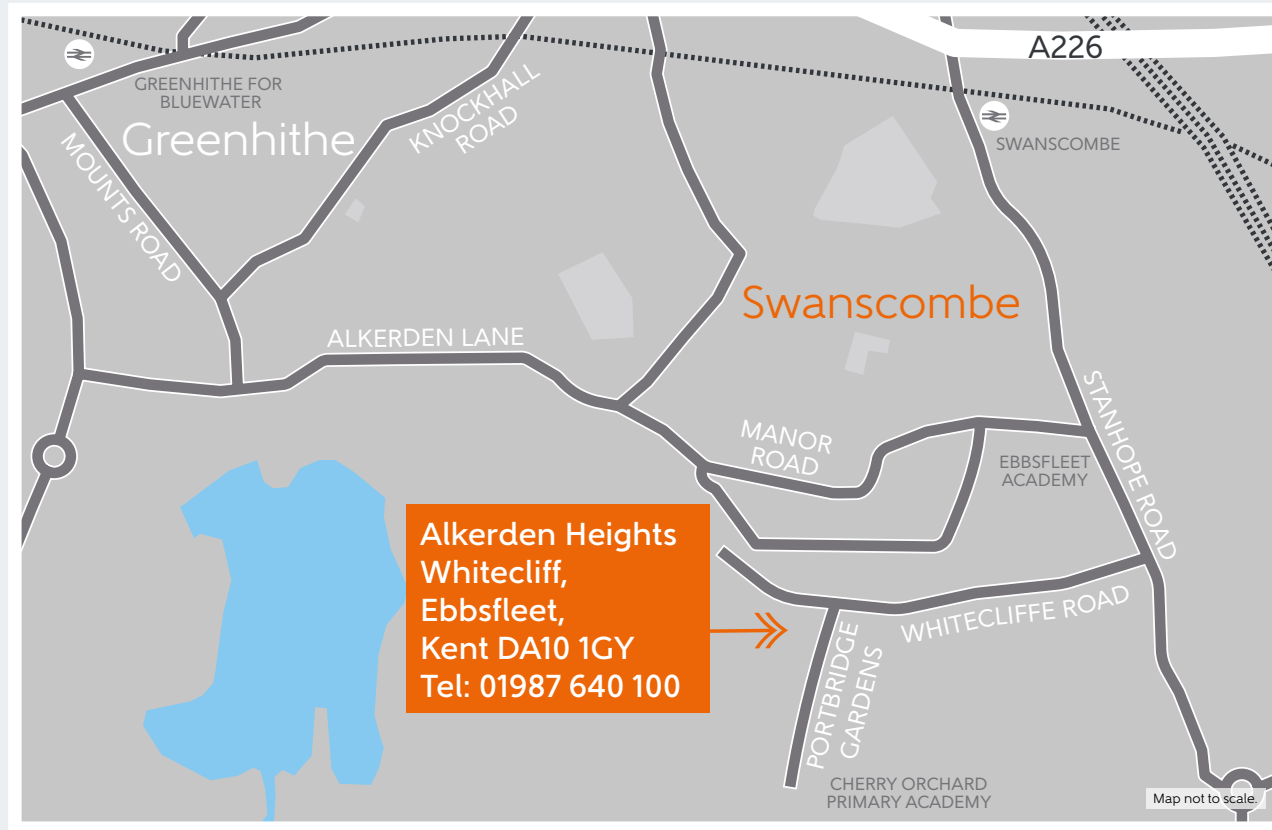 A226
GREENHITHE FOR
BLUEWATER
Greenhithe
KNOCKHALL
ROAD
MOUNTS ROAD
SWANSCOMBE
Swanscombe
ALKERDEN LANE
MANOR
ROAD
EBBSFLEET
ACADEMY
STANHOPE ROAD
Alkerden Heights
Whitecliff,
Ebbsfleet,
Kent DA10 1GY
Tel: 01987 640 100
WHITECLIFFE ROAD
PORTBRIDGE
GARDENS
CHERRY ORCHARD
PRIMARY ACADEMY
Map not to scale.